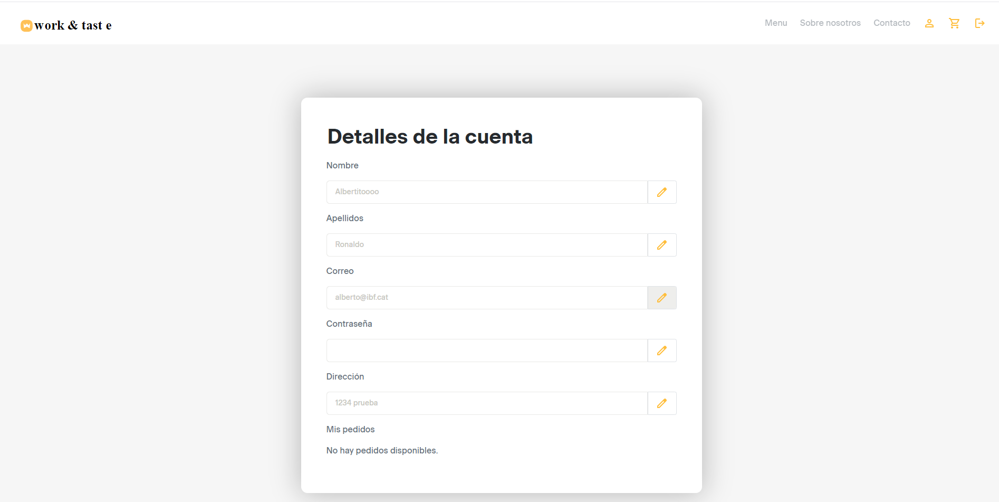 work & tast e
Menu
Sobre nosotros
Contacto
Detalles de la cuenta
Nombre
Albertitoooo
Apellidos
Ronaldo
Correo
alberto@ibf.cat
Contraseña
Dirección
1234 prueba
Mis pedidos
No hay pedidos disponibles.